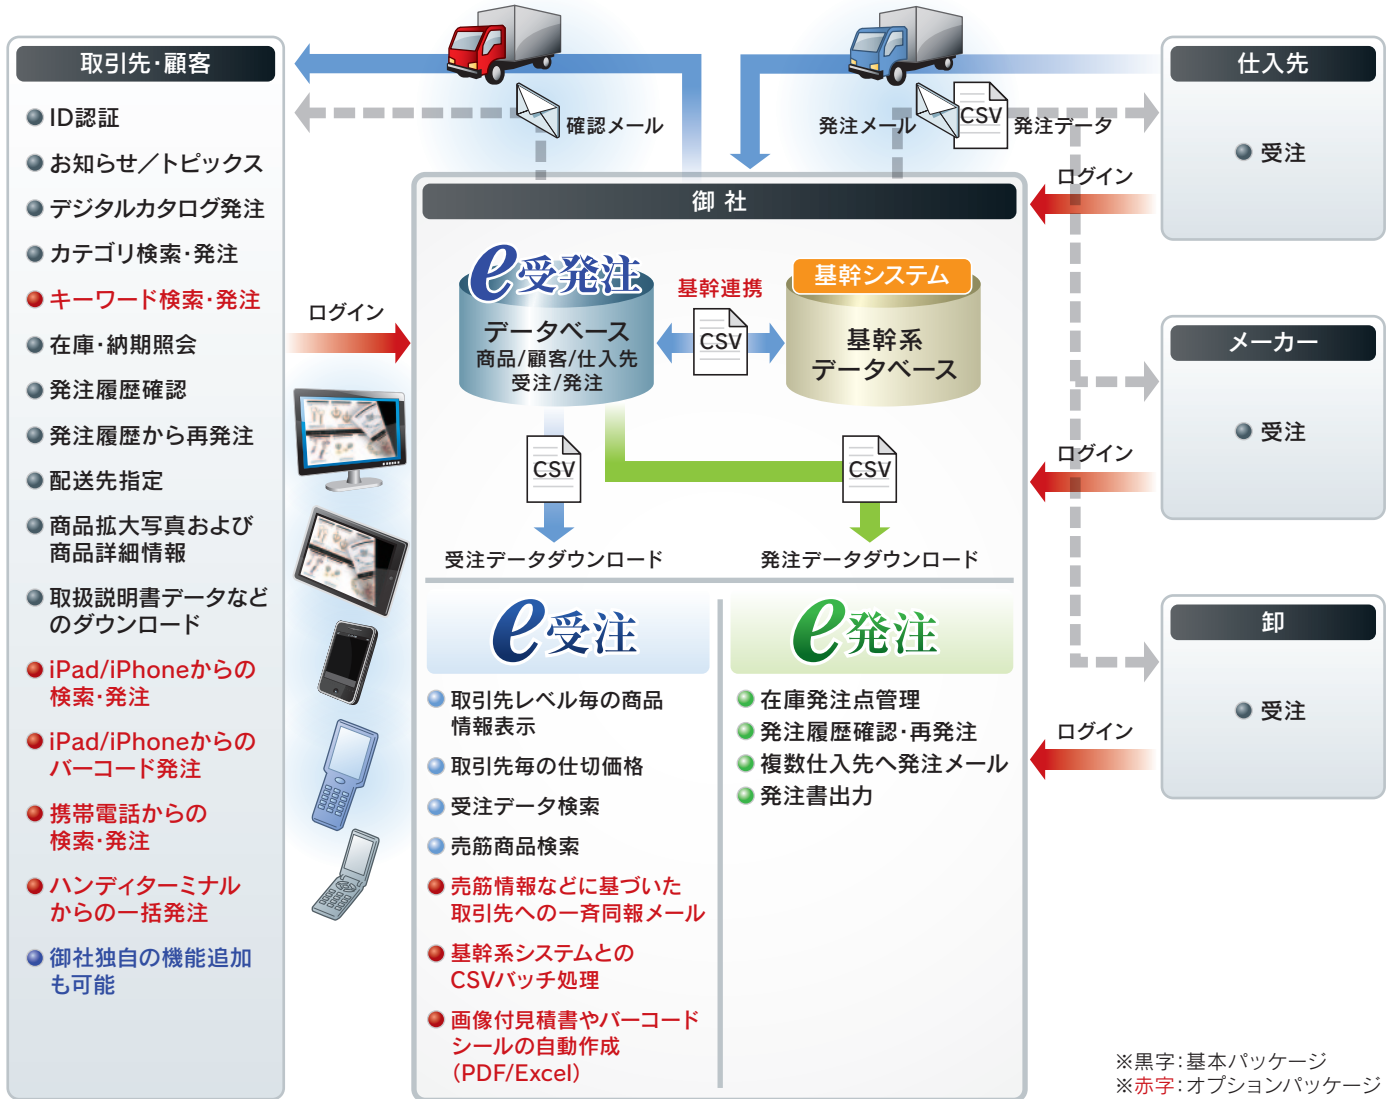 取引先・顧客
ID認証
お知らせ／トピックス
デジタルカタログ発注
カテゴリ検索・発注
キーワード検索・発注
在庫・納期照会
発注履歴確認
発注履歴から再発注
配送先指定
商品拡大写真および
商品詳細情報
取扱説明書データなど
のダウンロード
iPad/iPhoneからの
検索・発注
iPad/iPhoneからの
バーコード発注
携帯電話からの
検索・発注
ハンディターミナル
からの一括発注
御社独自の機能追加
も可能
確認メール
発注メール
CSV
発注データ
ログイン
御 社
e受発注
データベース
商品/顧客/仕入先
受注/発注
基幹連携
CSV
基幹システム
基幹系
データベース
CSV
受注データダウンロード
CSV
発注データダウンロード
e受注
取引先レベル毎の商品
情報表示
取引先毎の仕切価格
受注データ検索
売筋商品検索
売筋情報などに基づいた
取引先への一斉同報メール
基幹系システムとの
CSVバッチ処理
画像付見積書やバーコード
シールの自動作成
（PDF/Excel）
e発注
在庫発注点管理
発注履歴確認・再発注
複数仕入先へ発注メール
発注書出力
仕入先
受注
ログイン
メーカー
受注
ログイン
卸
受注
ログイン
※黒字：基本パッケージ
※赤字：オプションパッケージ